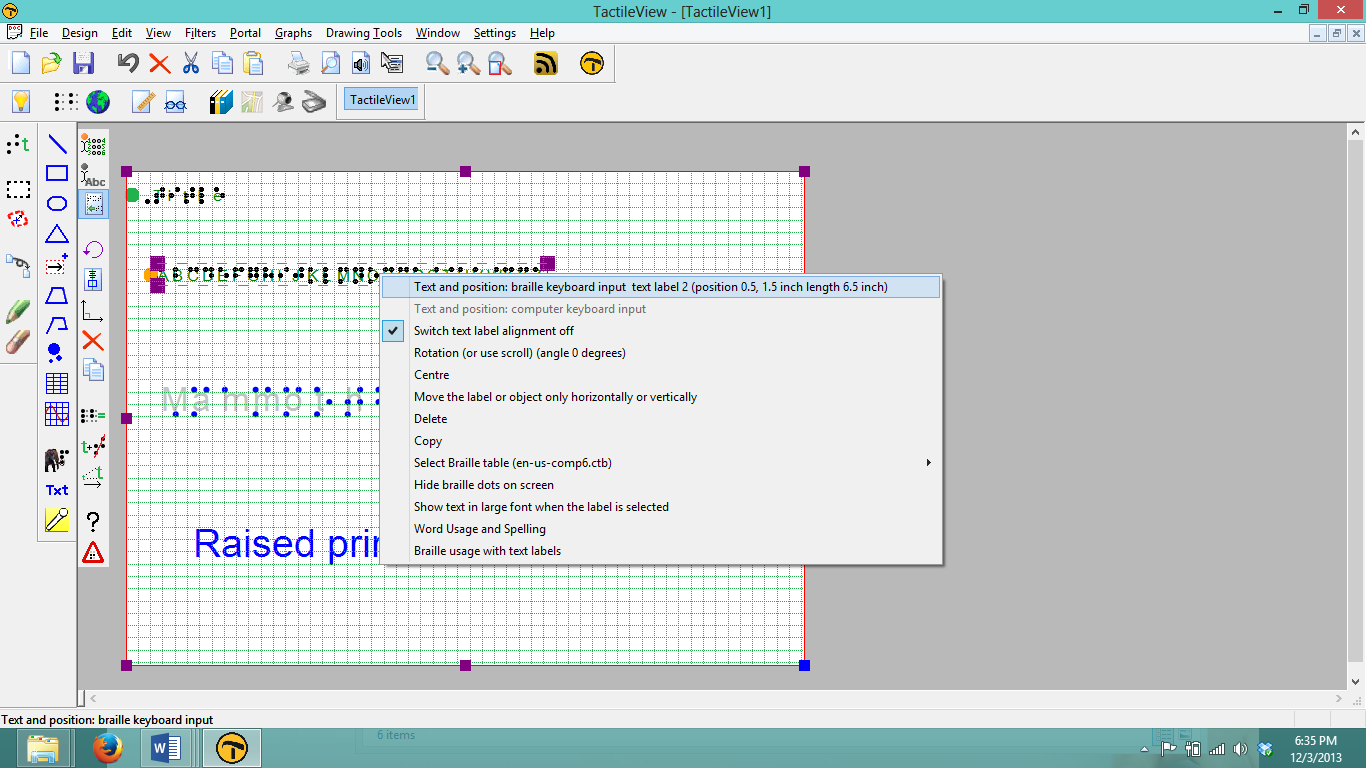 TactileView - [TactileView1]
DOC
File Design Edit View Filters Portal Graphs Drawing Tools Window Settings Help
TactileView1
t
Abc
Text and position: braille keyboard input text label 2 (position 0.5, 1.5 inch length 6.5 inch)
Text and position: computer keyboard input
Switch text label alignment off
Rotation (or use scroll) (angle 0 degrees)
Centre
Move the label or object only horizontally or vertically
Delete
Copy
Select Braille table (en-us-comp6.ctb)
Hide braille dots on screen
Show text in large font when the label is selected
Word Usage and Spelling
Braille usage with text labels
Mammoth
Txt
Raised prin
Text and position: braille keyboard input
6 items
6:35 PM
12/3/2013